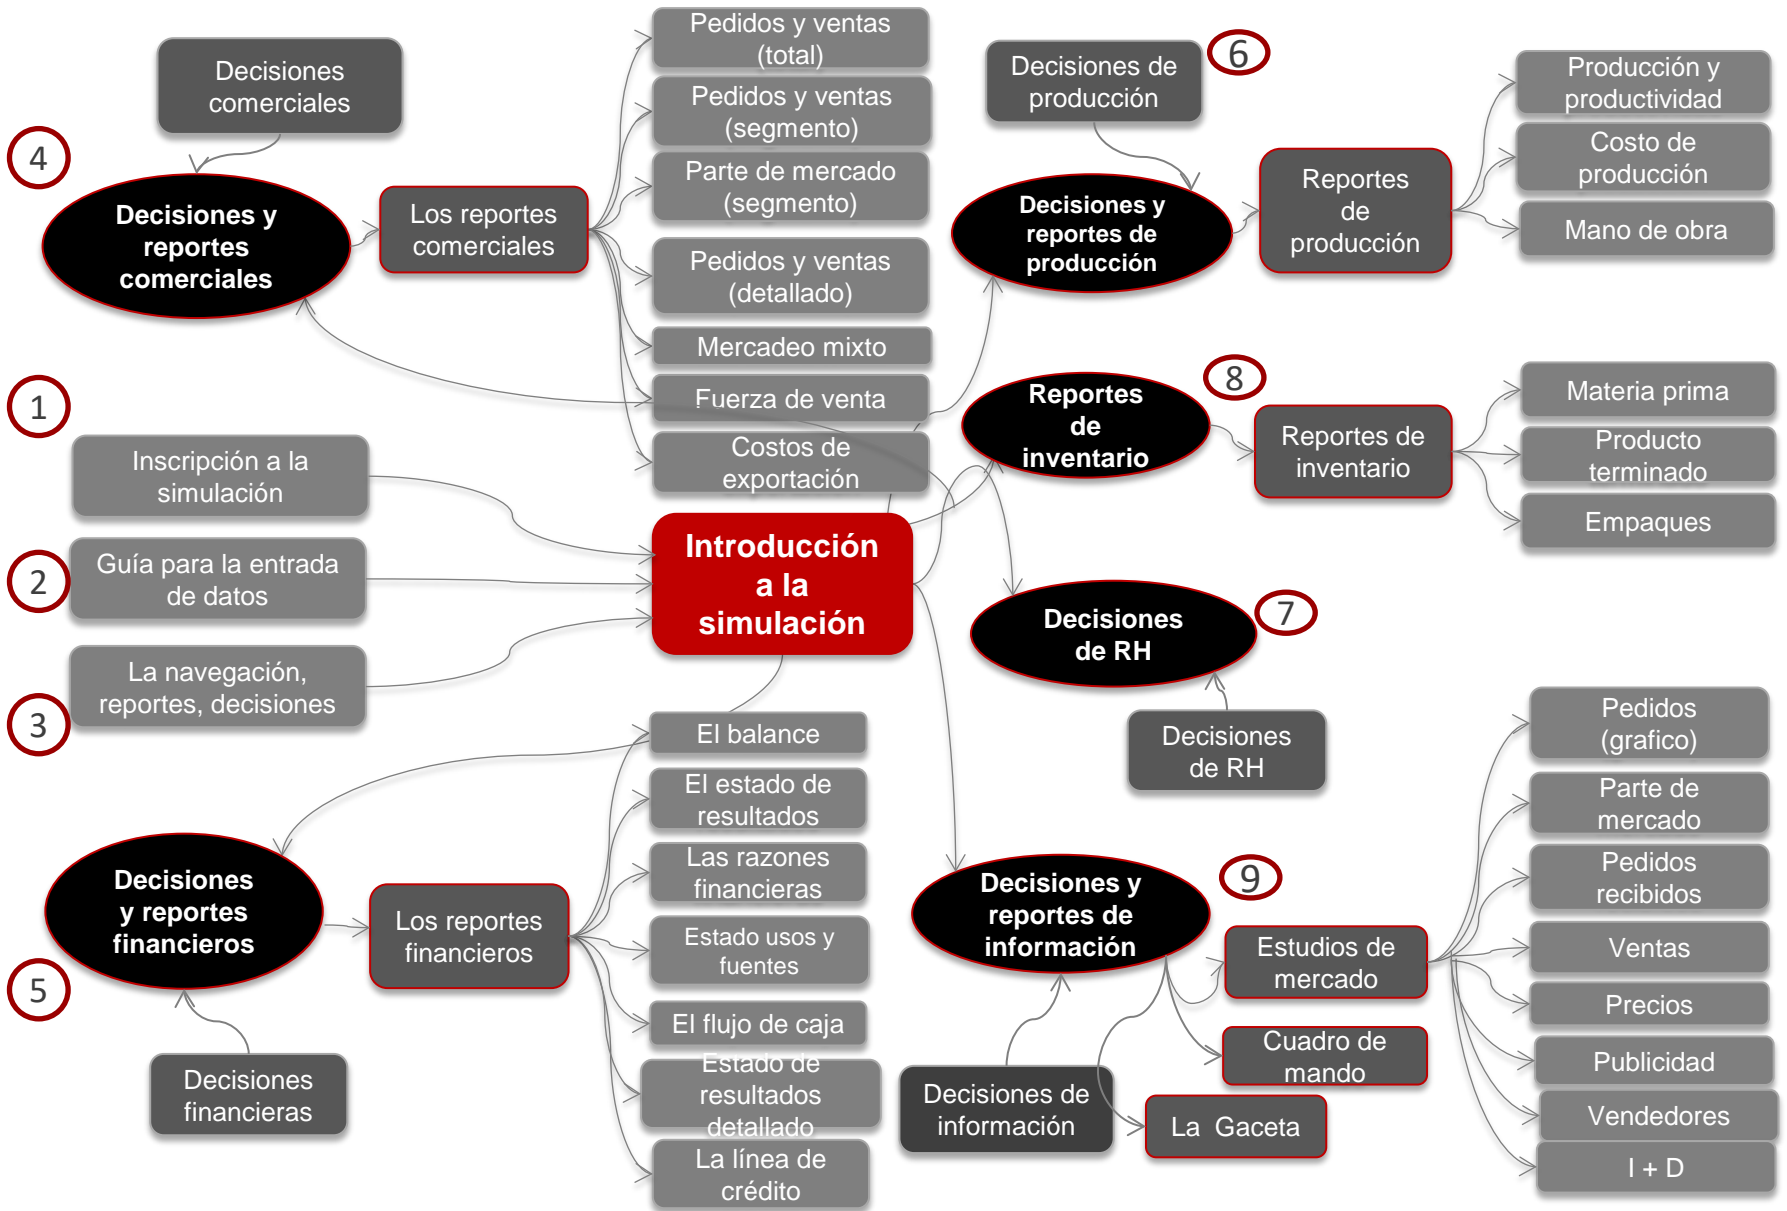 Decisiones
comerciales
4
Decisiones y
reportes
comerciales
Los reportes
comerciales
Pedidos y ventas
(total)
Pedidos y ventas
(segmento)
Parte de mercado
(segmento)
Pedidos y ventas
(detallado)
Mercadeo mixto
Fuerza de venta
Costos de
exportación
6
Decisiones de
producción
Decisiones y
reportes de
producción
Reportes
de
producción
Producción y
productividad
Costo de
producción
Mano de obra
8
Reportes
de
inventario
Reportes de
inventario
Materia prima
Producto
terminado
Empaques
1
Inscripción a la
simulación
2
Guía para la entrada
de datos
3
La navegación,
reportes, decisiones
Introducción
a la
simulación
7
Decisiones
de RH
Decisiones
de RH
5
Decisiones
y reportes
financieros
Decisiones
financieras
Los reportes
financieros
El balance
El estado de
resultados
Las razones
financieras
Estado usos y
fuentes
El flujo de caja
Estado de
resultados
detallado
La línea de
crédito
9
Decisiones y
reportes de
información
Decisiones de
información
La Gaceta
Cuadro de
mando
Estudios de
mercado
Pedidos
(grafico)
Parte de
mercado
Pedidos
recibidos
Ventas
Precios
Publicidad
Vendedores
I + D